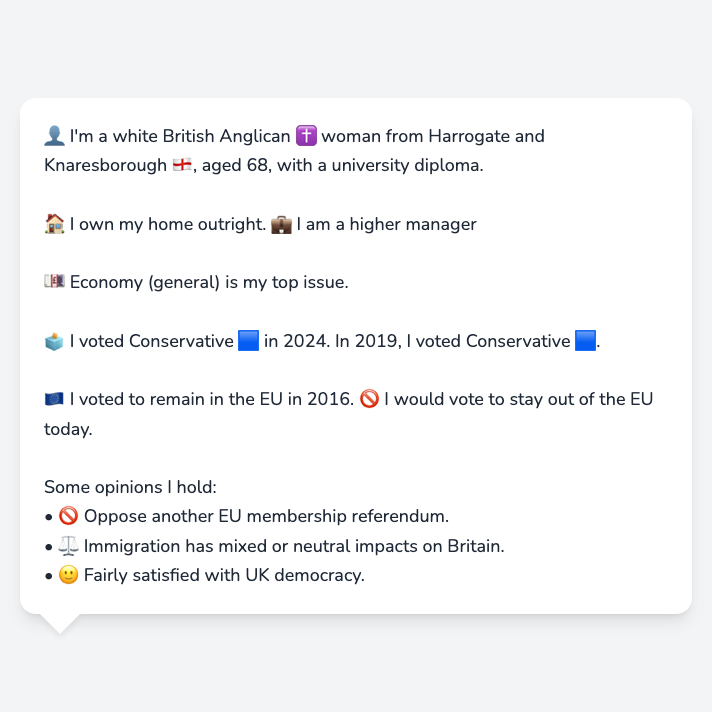 👤 I'm a white British Anglican ✝️ woman from Harrogate and
Knaresborough 🏴󠁧󠁢󠁥󠁮󠁧󠁿, aged 68, with a university diploma.
🏠 I own my home outright. 💼 I am a higher manager
💷 Economy (general) is my top issue.
🗳️ I voted Conservative 🟦 in 2024. In 2019, I voted Conservative 🟦.
🇪🇺 I voted to remain in the EU in 2016. 🚫 I would vote to stay out of the EU
today.
Some opinions I hold:
• 🚫 Oppose another EU membership referendum.
• ⚖️ Immigration has mixed or neutral impacts on Britain.
• 🙂 Fairly satisfied with UK democracy.